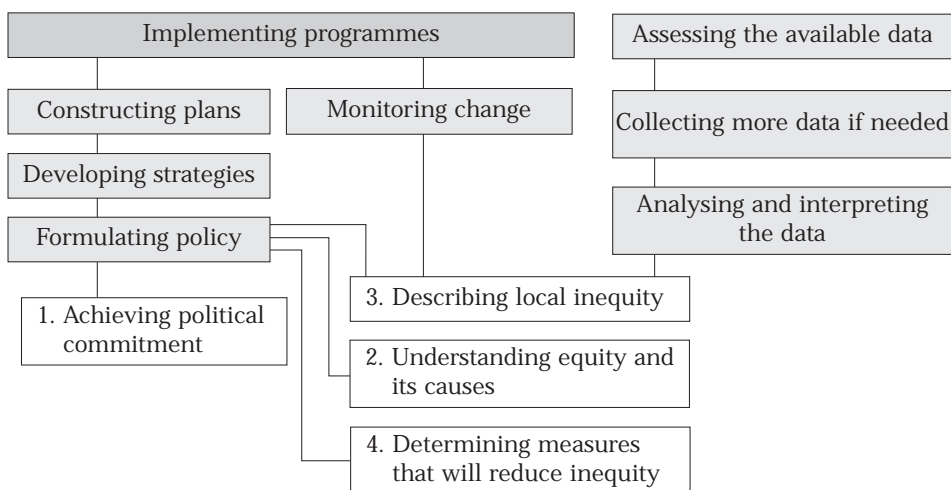 Implementing programmes
Assessing the available data
Constructing plans
Monitoring change
Collecting more data if needed
Developing strategies
Analysing and interpreting
the data
Formulating policy
3. Describing local inequity
1. Achieving political
commitment
2. Understanding equity and
its causes
4. Determining measures
that will reduce inequity